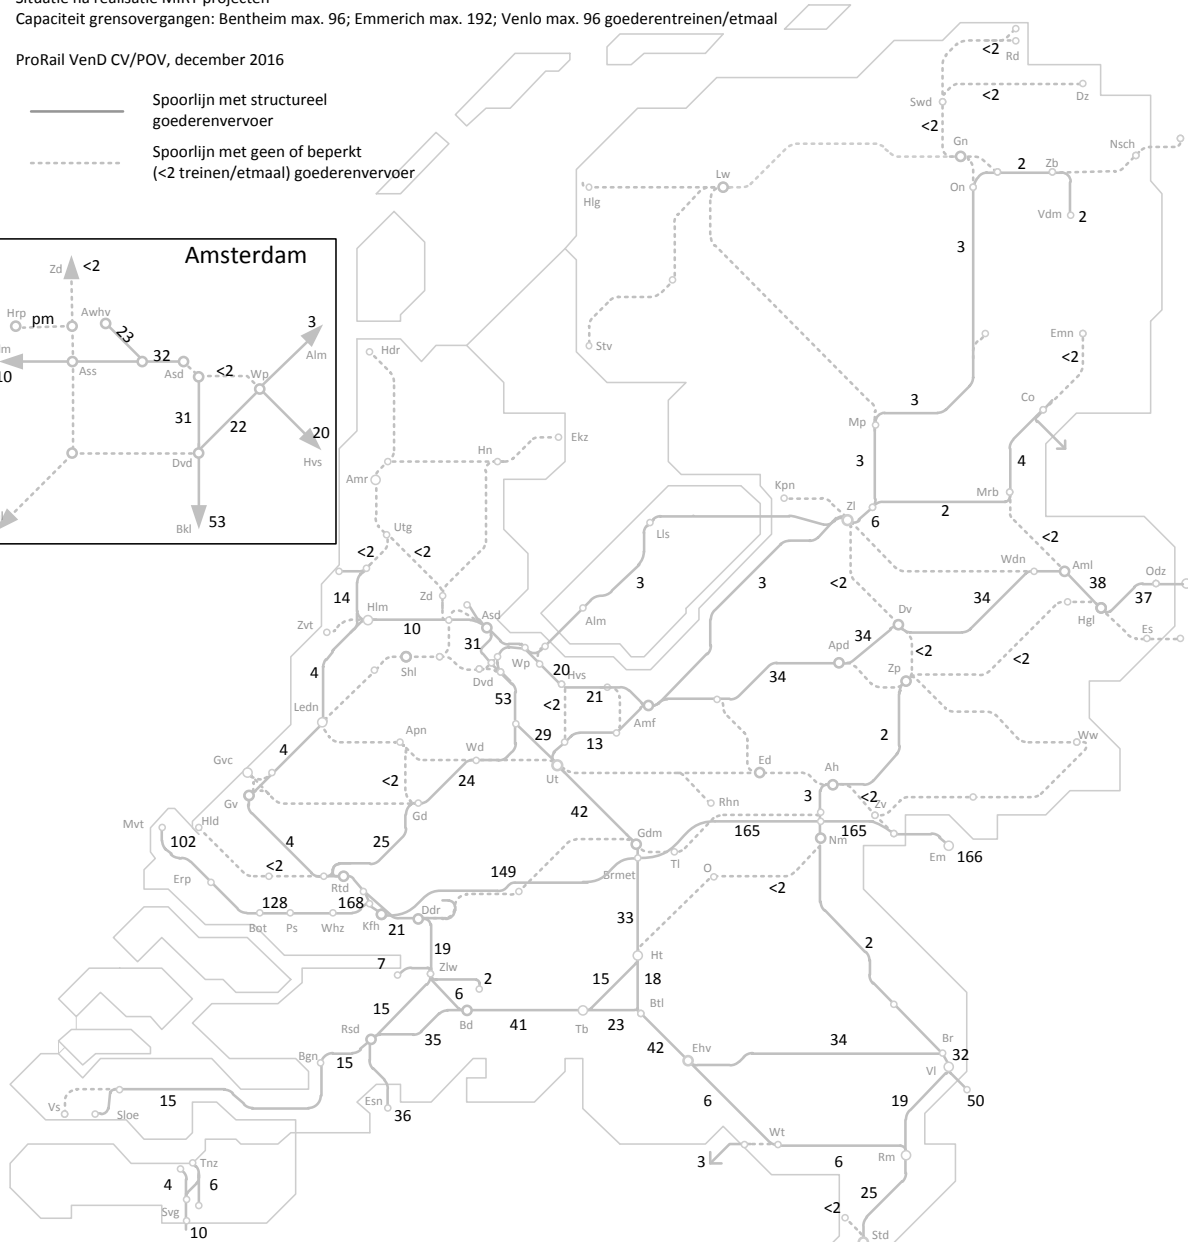 Situatie na realisatie MIRT projecten
Capaciteit grensovergangen: Bentheim max. 96; Emmerich max. 192; Venlo max. 96 goederentreinen/etmaal
ProRail VenD CV/POV, december 2016
Spoorlijn met structureel
goederenvervoer
Spoorlijn met geen of beperkt
(<2 treinen/etmaal) goederenvervoer
<2
Rd
Swd
<2
Dz
<2
Gn
Nsch
2
Zb
On
Vdm
2
Lw
Hlg
3
Amsterdam
Zd
<2
Hrp
pm
Awhv
23
3
Alm
32
Asd
<2
Wp
Ass
10
31
22
20
Hvs
Dvd
Bkl
53
Stv
Hdr
Emn
<2
Co
3
Mp
Ekz
Hn
3
4
Amr
Kpn
Mrb
Zl
6
2
Utg
Lls
<2
<2
<2
Wdn
Aml
Odz
14
Zd
3
3
<2
38
37
34
Hgl
Hlm
10
Asd
Alm
Dv
Es
Zvt
31
34
Apd
<2
<2
4
Shl
Wp
20
Hvs
Zp
Dvd
21
34
53
<2
Ledn
Amf
Apn
29
13
2
Ww
4
Wd
Gvc
24
Ut
Ed
Ah
<2
Gv
<2
Gd
3
Rhn
Zv
Mvt
Hld
42
102
4
25
165
165
Gdm
Nm
Em
166
Tl
<2
149
Brmet
O
<2
Erp
Rtd
128
168
Ddr
Bot
Ps
Whz
Kfh
21
33
19
2
Ht
7
Zlw
2
15
18
6
15
Btl
Bd
41
Tb
23
Rsd
35
42
34
Br
32
Bgn
15
Ehv
Vl
15
50
Vs
Sloe
Esn
36
6
19
Wt
3
6
Rm
Tnz
4
6
25
Svg
<2
10
Std